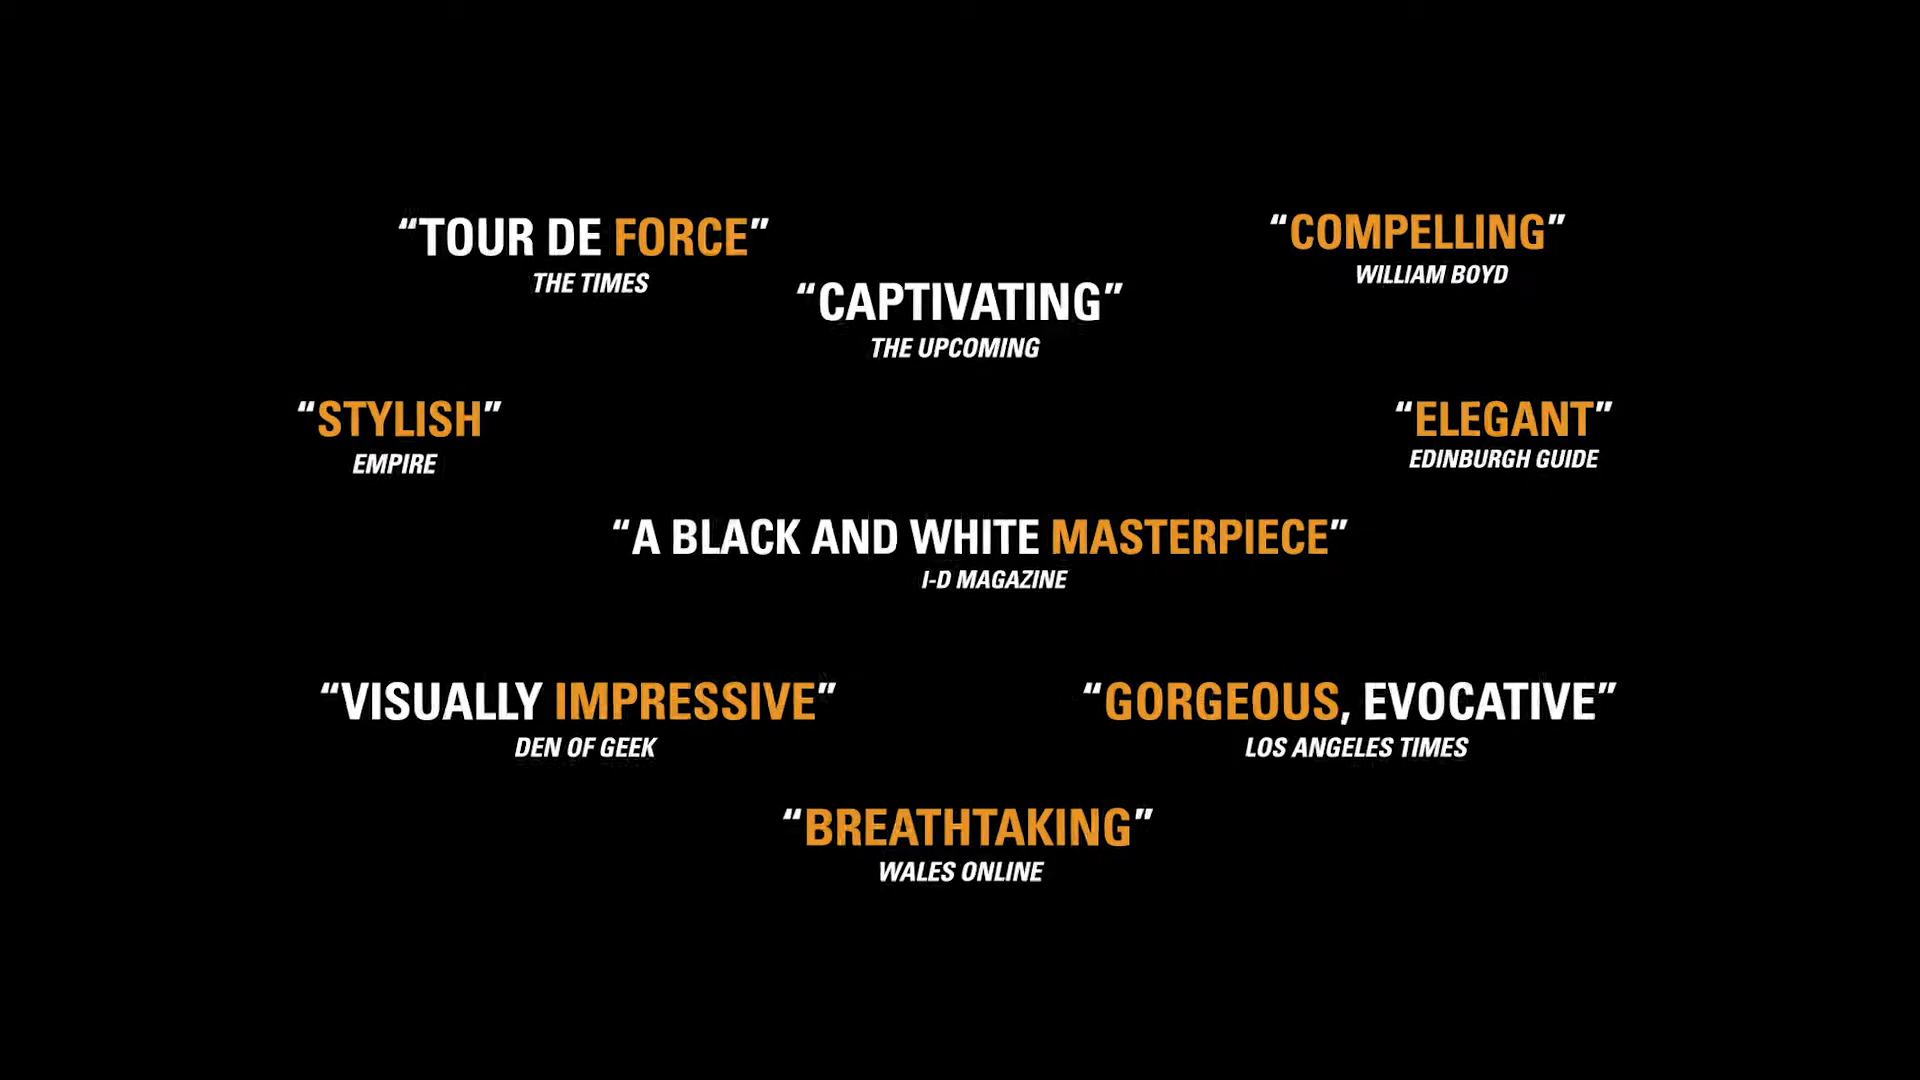 “TOUR DE FORCE”
THE TIMES
“COMPELLING”
WILLIAM BOYD
“CAPTIVATING”
THE UPCOMING
“STYLISH”
EMPIRE
“ELEGANT”
EDINBURGH GUIDE
“A BLACK AND WHITE MASTERPIECE”
I-D MAGAZINE
“VISUALLY IMPRESSIVE”
DEN OF GEEK
“GORGEOUS, EVOCATIVE”
LOS ANGELES TIMES
“BREATHTAKING”
WALES ONLINE